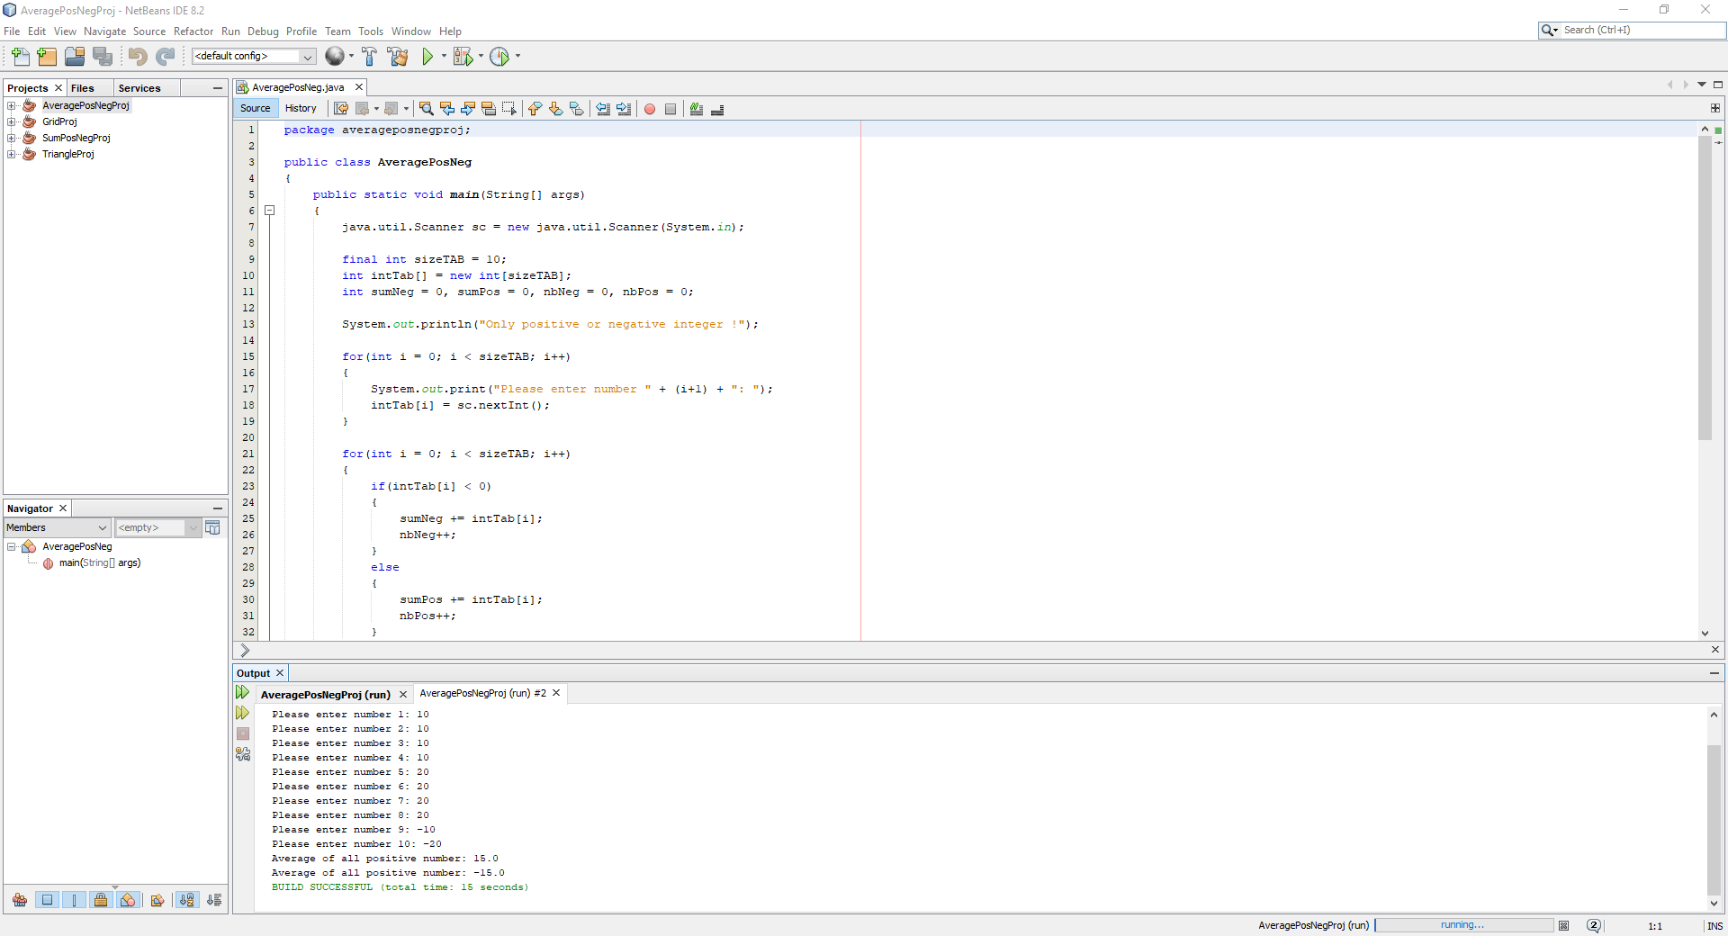 AveragePosNegProj - NetBeans IDE 8.2
File Edit View Navigate Source Refactor Run Debug Profile Team Tools Window Help
Search (Ctrl+I)
<default config>
Projects Files Services
AveragePosNegProj
GridProj
SumPosNegProj
TriangleProj
Navigator
Members <empty>
AveragePosNeg
main(String[] args)
AveragePosNeg.java
Source History
1 package averageposnegproj;
2
3 public class AveragePosNeg
4 {
5 public static void main(String[] args)
6 {
7 java.util.Scanner sc = new java.util.Scanner(System.in);
8
9 final int sizeTAB = 10;
10 int intTab[] = new int[sizeTAB];
11 int sumNeg = 0, sumPos = 0, nbNeg = 0, nbPos = 0;
12
13 System.out.println("Only positive or negative integer !");
14
15 for(int i = 0; i < sizeTAB; i++)
16 {
17 System.out.print("Please enter number " + (i+1) + ": ");
18 intTab[i] = sc.nextInt();
19 }
20
21 for(int i = 0; i < sizeTAB; i++)
22 {
23 if(intTab[i] < 0)
24 {
25 sumNeg += intTab[i];
26 nbNeg++;
27 }
28 else
29 {
30 sumPos += intTab[i];
31 nbPos++;
32 }
Output
AveragePosNegProj (run) AveragePosNegProj (run) #2
Please enter number 1: 10
Please enter number 2: 10
Please enter number 3: 10
Please enter number 4: 10
Please enter number 5: 20
Please enter number 6: 20
Please enter number 7: 20
Please enter number 8: 20
Please enter number 9: -10
Please enter number 10: -20
Average of all positive number: 15.0
Average of all positive number: -15.0
BUILD SUCCESSFUL (total time: 15 seconds)
AveragePosNegProj (run) running... 2 1:1 INS